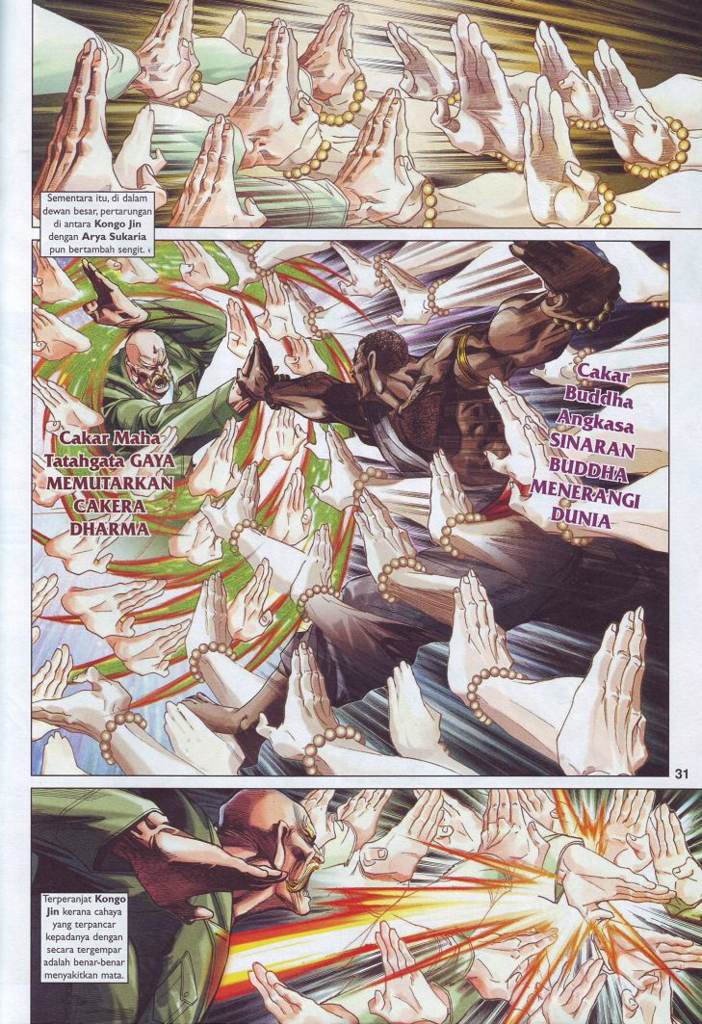 Sementara itu, di dalam
dewan besar, pertarungan
di antara Kongo Jin
dengan Arya Sukaria
pun bertambah sengit.
Cakar Maha
Tatahgata GAYA
MEMUTARKAN
CAKERA
DHARMA
Cakar
Buddha
Angkasa
SINARAN
BUDDHA
MENERANGI
DUNIA
31
Terperanjat Kongo
Jin kerana cahaya
yang terpancar
kepadanya dengan
secara tergempar
adalah benar-benar
menyakitkan mata.